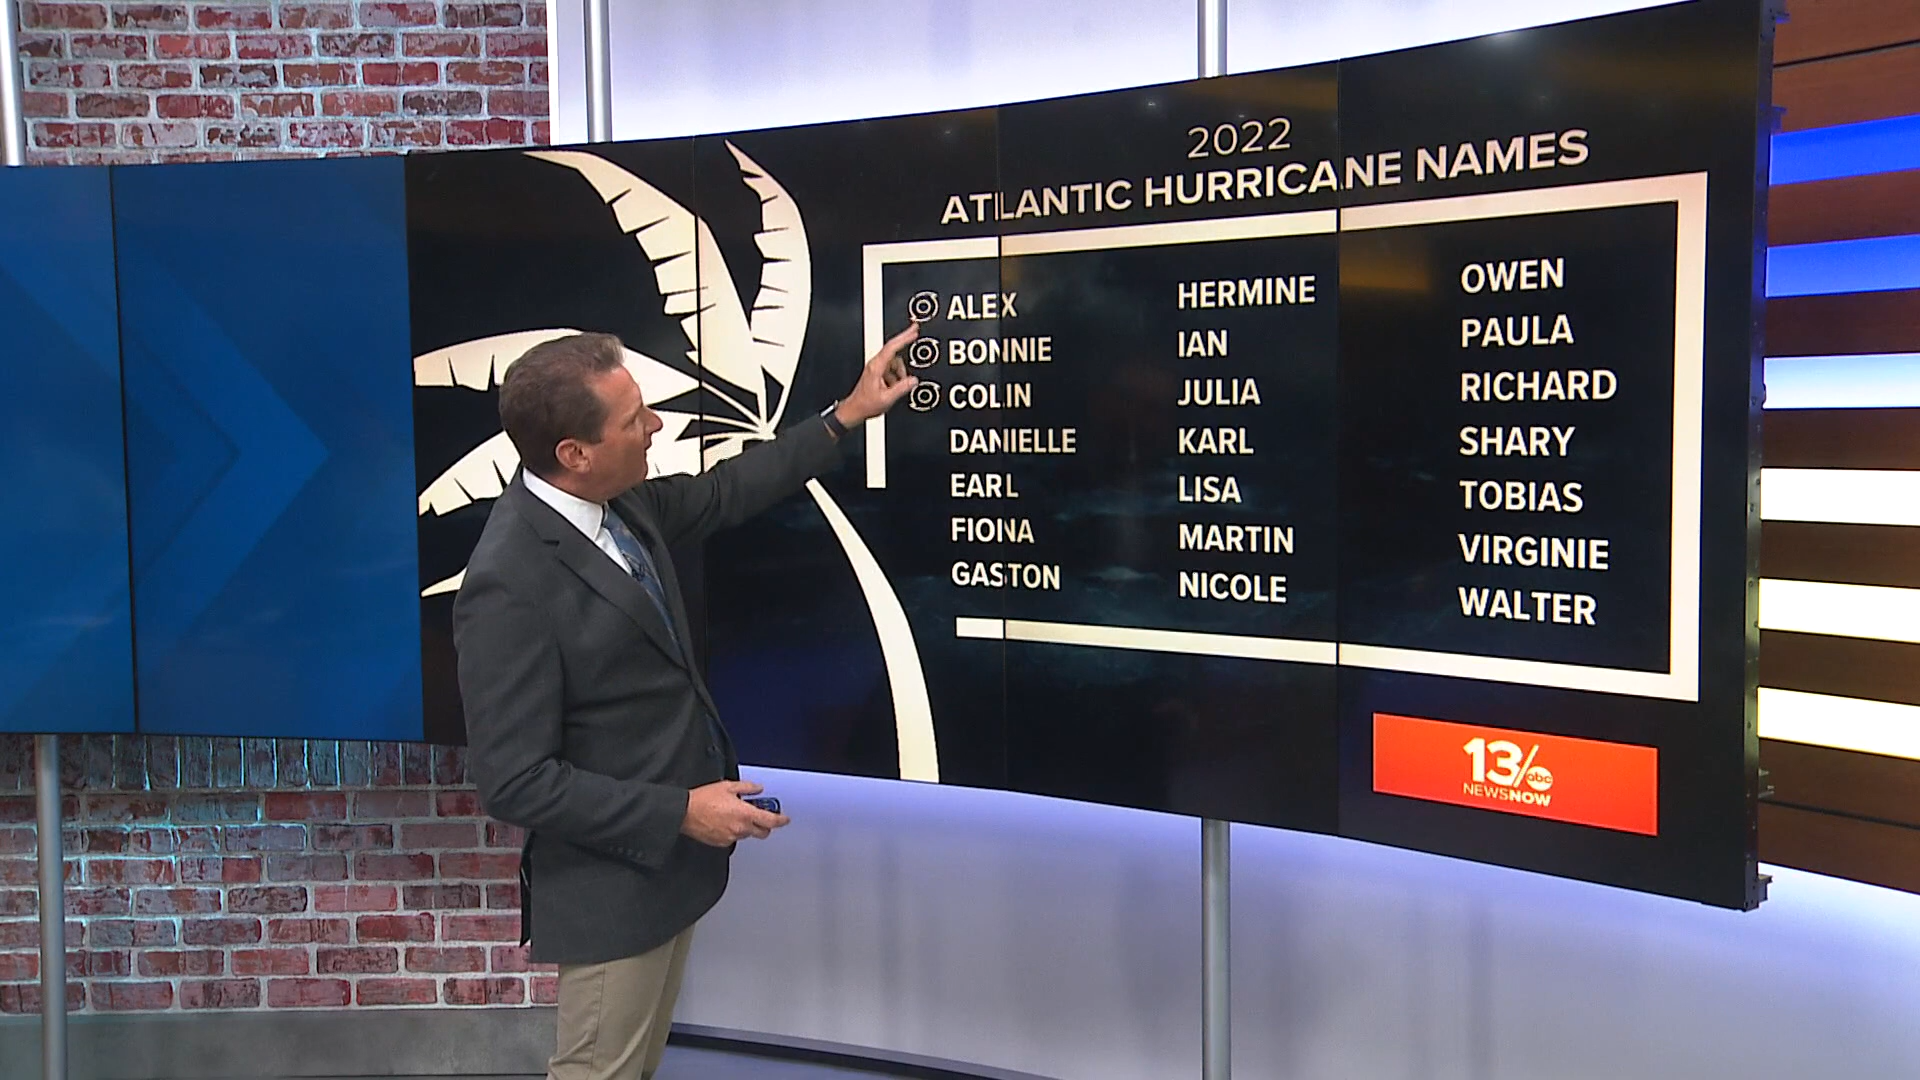 2022
ATLANTIC HURRICANE NAMES
ALEX
BONNIE
COLIN
DANIELLE
EARL
FIONA
GASTON
HERMINE
IAN
JULIA
KARL
LISA
MARTIN
NICOLE
OWEN
PAULA
RICHARD
SHARY
TOBIAS
VIRGINIE
WALTER
13/abc
NEWSNOW